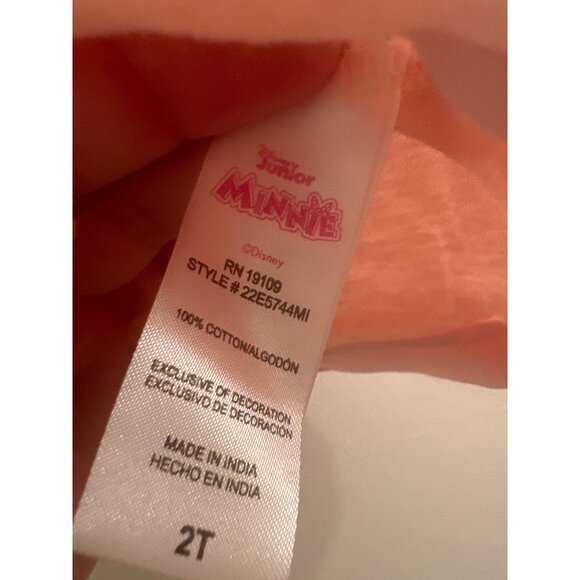 Disney
Junior
MINNIE
©Disney
RN 19109
STYLE # 22E5744MI
100% COTTON/ALGODÓN
EXCLUSIVE OF DECORATION
EXCLUSIVO DE DECORACIÓN
MADE IN INDIA
HECHO EN INDIA
2T